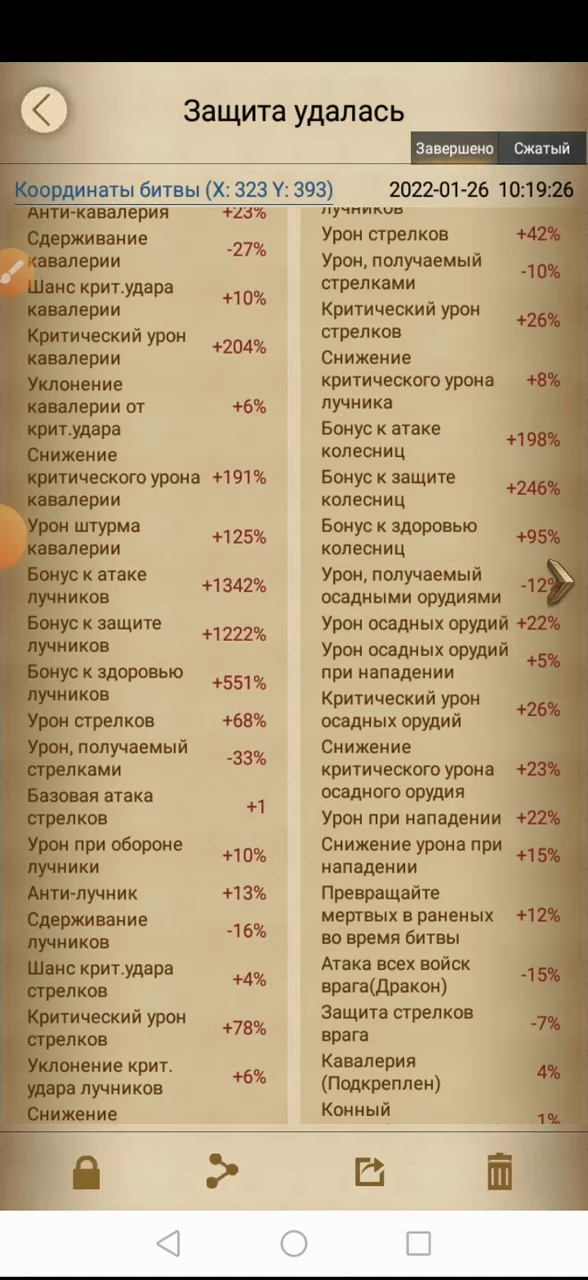 Защита удалась
Завершено
Сжатый
Координаты битвы (X: 323 Y: 393)
2022-01-26 10:19:26
Анти-кавалерия +23%
Сдерживание
кавалерии -27%
Шанс крит.удара
кавалерии +10%
Критический урон
кавалерии +204%
Уклонение
кавалерии от +6%
крит.удара
Снижение
критического урона +191%
кавалерии
Урон штурма
кавалерии +125%
Бонус к атаке
лучников +1342%
Бонус к защите
лучников +1222%
Бонус к здоровью
лучников +551%
Урон стрелков +68%
Урон, получаемый
стрелками -33%
Базовая атака
стрелков +1
Урон при обороне
лучники +10%
Анти-лучник +13%
Сдерживание
лучников -16%
Шанс крит.удара
стрелков +4%
Критический урон
стрелков +78%
Уклонение крит.
удара лучников +6%
Снижение
лучников
Урон стрелков +42%
Урон, получаемый
стрелками -10%
Критический урон
стрелков +26%
Снижение
критического урона +8%
лучника
Бонус к атаке
колесниц +198%
Бонус к защите
колесниц +246%
Бонус к здоровью
колесниц +95%
Урон, получаемый
осадными орудиями -12%
Урон осадных орудий +22%
Урон осадных орудий
при нападении +5%
Критический урон
осадных орудий +26%
Снижение
критического урона +23%
осадного орудия
Урон при нападении +22%
Снижение урона при
нападении +15%
Превращайте
мертвых в раненых +12%
во время битвы
Атака всех войск
врага(Дракон) -15%
Защита стрелков
врага -7%
Кавалерия
(Подкреплен) 4%
Конный 1%